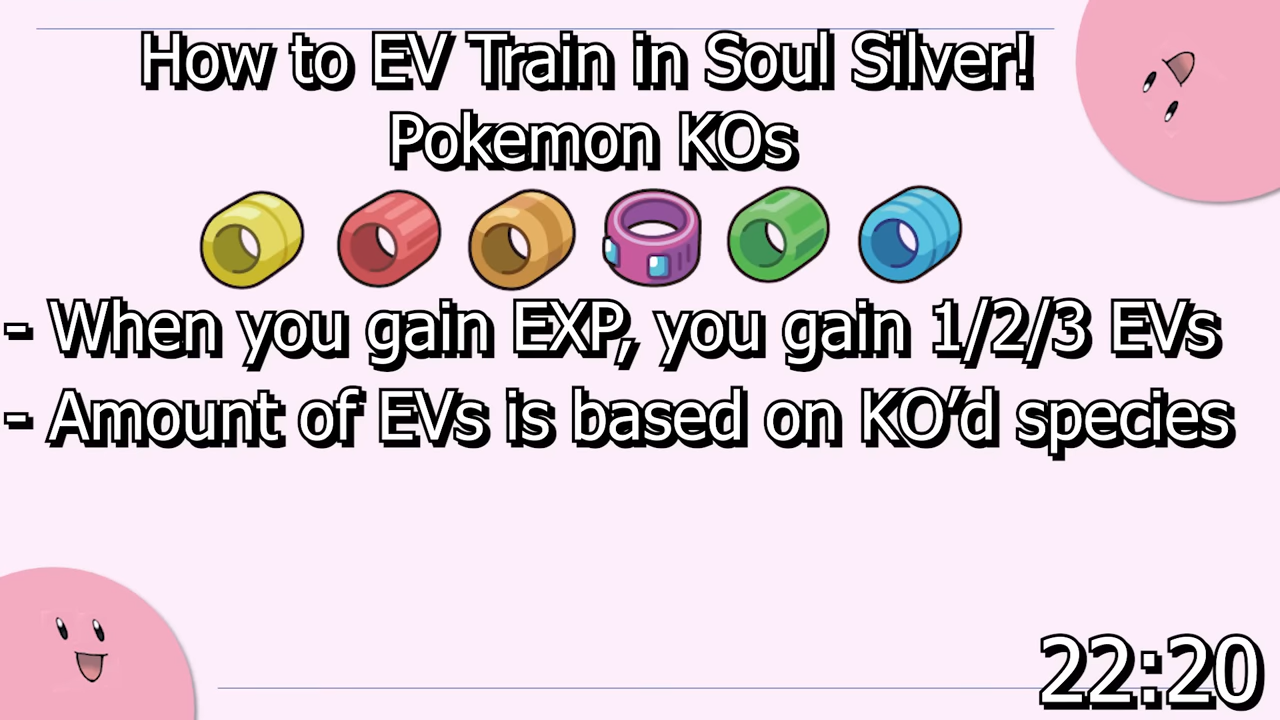 How to EV Train in Soul Silver!
Pokemon KOs
- When you gain EXP, you gain 1/2/3 EVs
- Amount of EVs is based on KO’d species
22:20